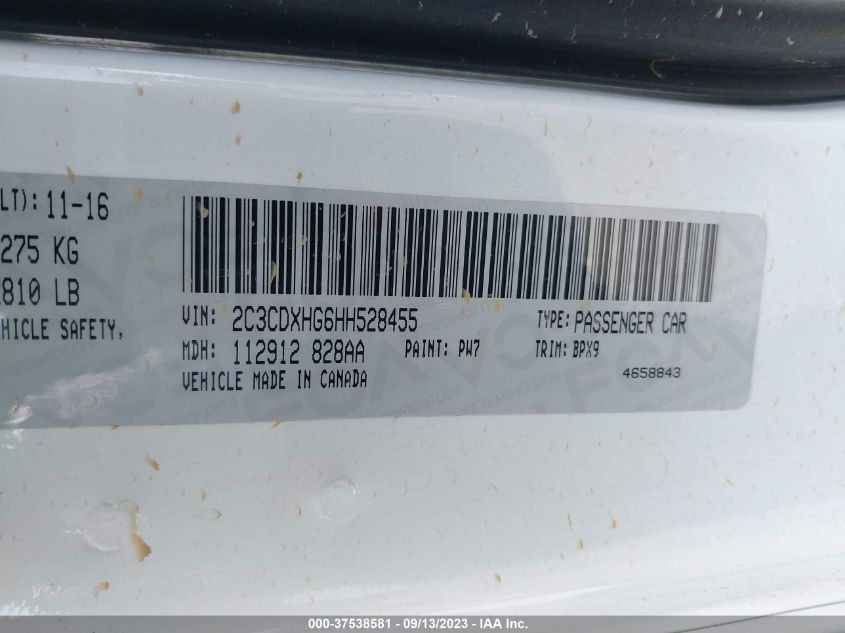 LT): 11-16
275 KG
810 LB
HICLE SAFETY,
VIN: 2C3CDXHG6HH528455
TYPE: PASSENGER CAR
MDH: 112912 828AA
PAINT: PW7
TRIM: BPX9
VEHICLE MADE IN CANADA
4658843
000-37538581 - 09/13/2023 - IAA Inc.